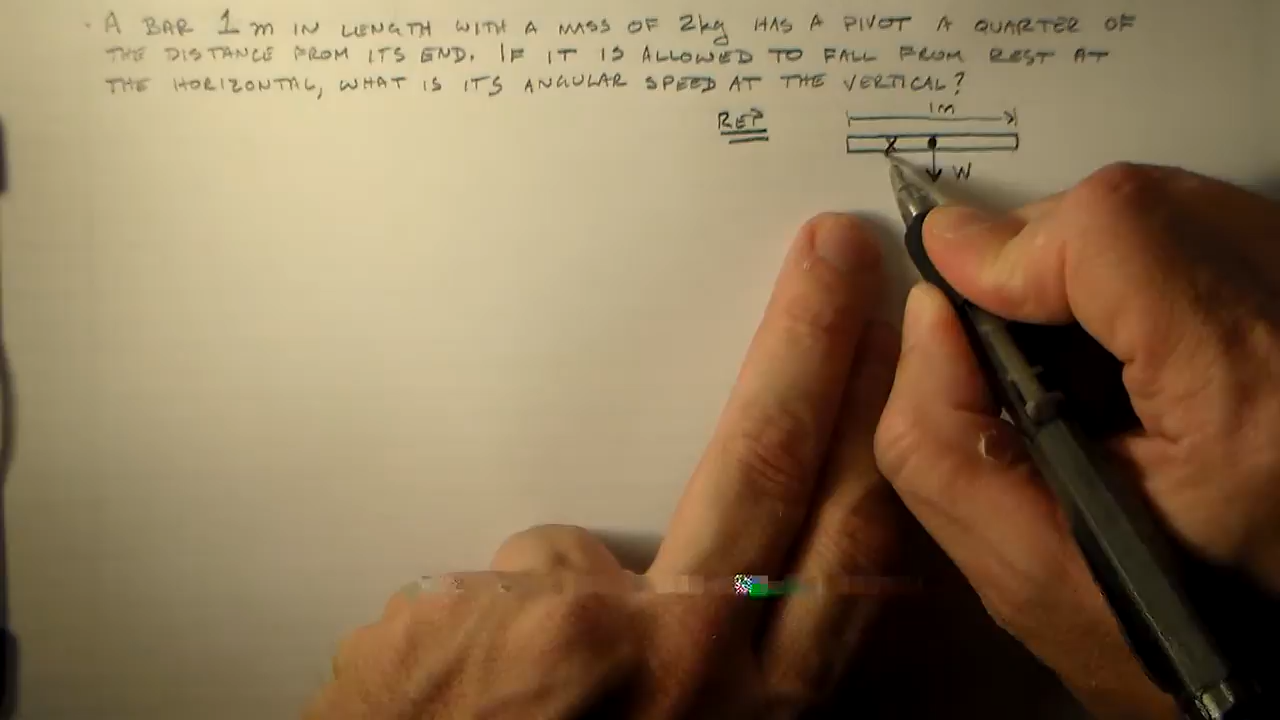 · A BAR 1 m IN LENGTH WITH A MASS OF 2kg HAS A PIVOT A QUARTER OF
THE DISTANCE FROM ITS END. IF IT IS ALLOWED TO FALL FROM REST AT
THE HORIZONTAL, WHAT IS ITS ANGULAR SPEED AT THE VERTICAL?
REP
1m
X
W